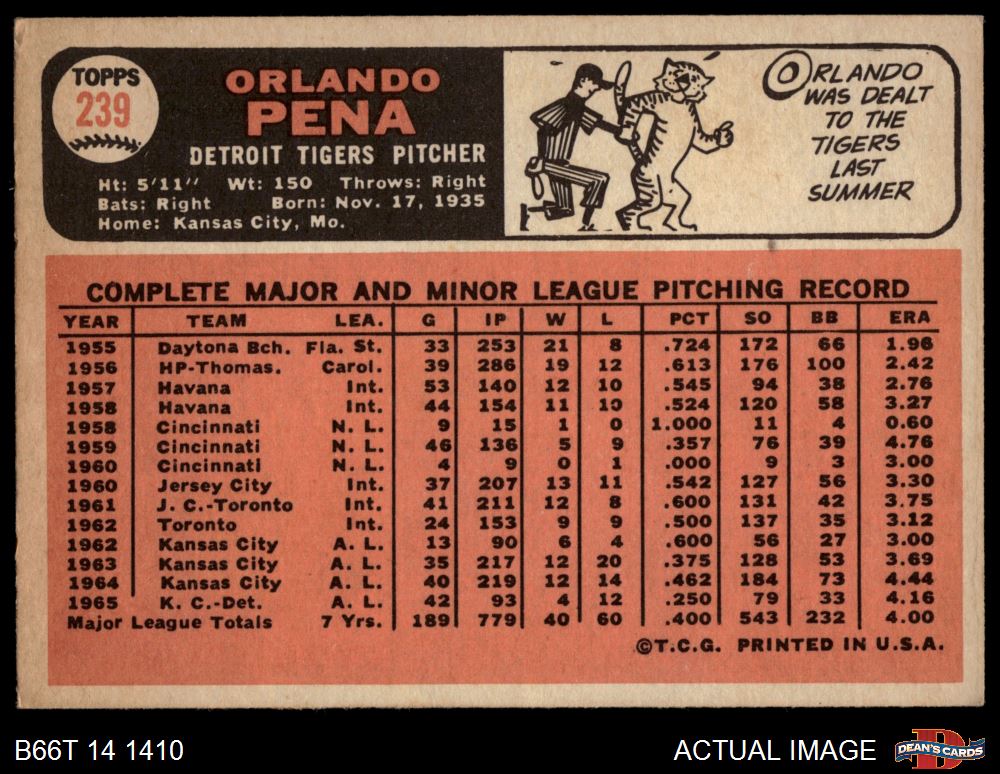 TOPPS
239
ORLANDO
PENA
DETROIT TIGERS PITCHER
Ht: 5'11" Wt: 150 Throws: Right
Bats: Right Born: Nov. 17, 1935
Home: Kansas City, Mo.
ORLANDO
WAS DEALT
TO THE
TIGERS
LAST
SUMMER
COMPLETE MAJOR AND MINOR LEAGUE PITCHING RECORD
YEAR TEAM LEA. G IP W L PCT SO BB ERA
1955 Daytona Bch. Fla. St. 33 253 21 8 .724 172 66 1.96
1956 HP-Thomas. Carol. 39 286 19 12 .613 176 100 2.42
1957 Havana Int. 53 140 12 10 .545 94 38 2.76
1958 Havana Int. 44 154 11 10 .524 120 58 3.27
1958 Cincinnati N. L. 9 15 1 0 1.000 11 4 0.60
1959 Cincinnati N. L. 46 136 5 9 .357 76 39 4.76
1960 Cincinnati N. L. 4 9 0 1 .000 9 3 3.00
1960 Jersey City Int. 37 207 13 11 .542 127 56 3.30
1961 J. C.-Toronto Int. 41 211 12 8 .600 131 42 3.75
1962 Toronto Int. 24 153 9 9 .500 137 35 3.12
1962 Kansas City A. L. 13 90 6 4 .600 56 27 3.00
1963 Kansas City A. L. 35 217 12 20 .375 128 53 3.69
1964 Kansas City A. L. 40 219 12 14 .462 184 73 4.44
1965 K. C.-Det. A. L. 42 93 4 12 .250 79 33 4.16
Major League Totals 7 Yrs. 189 779 40 60 .400 543 232 4.00
©T.C.G. PRINTED IN U.S.A.
B66T 14 1410
ACTUAL IMAGE
DEAN'S CARDS